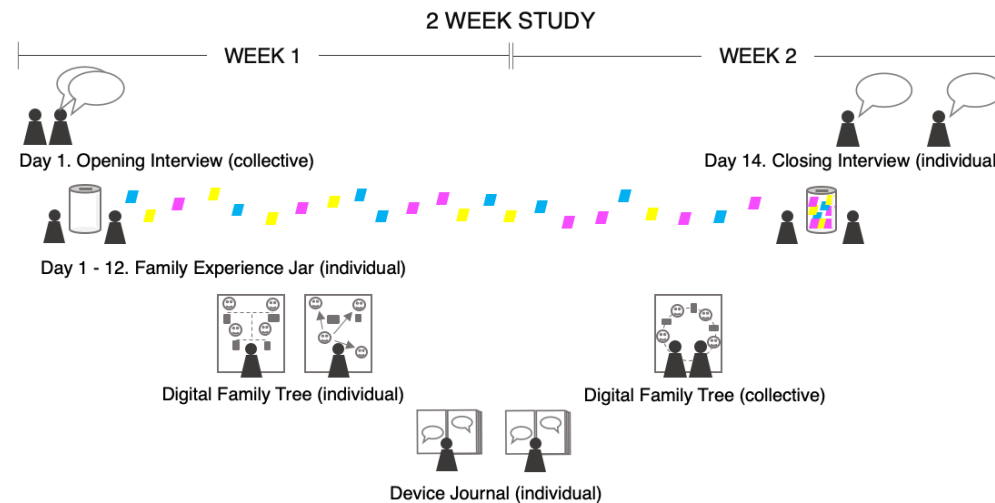 2 WEEK STUDY
WEEK 1
WEEK 2
Day 1. Opening Interview (collective)
Day 14. Closing Interview (individual
Day 1 - 12. Family Experience Jar (individual)
Digital Family Tree (individual)
Digital Family Tree (collective)
Device Journal (individual)